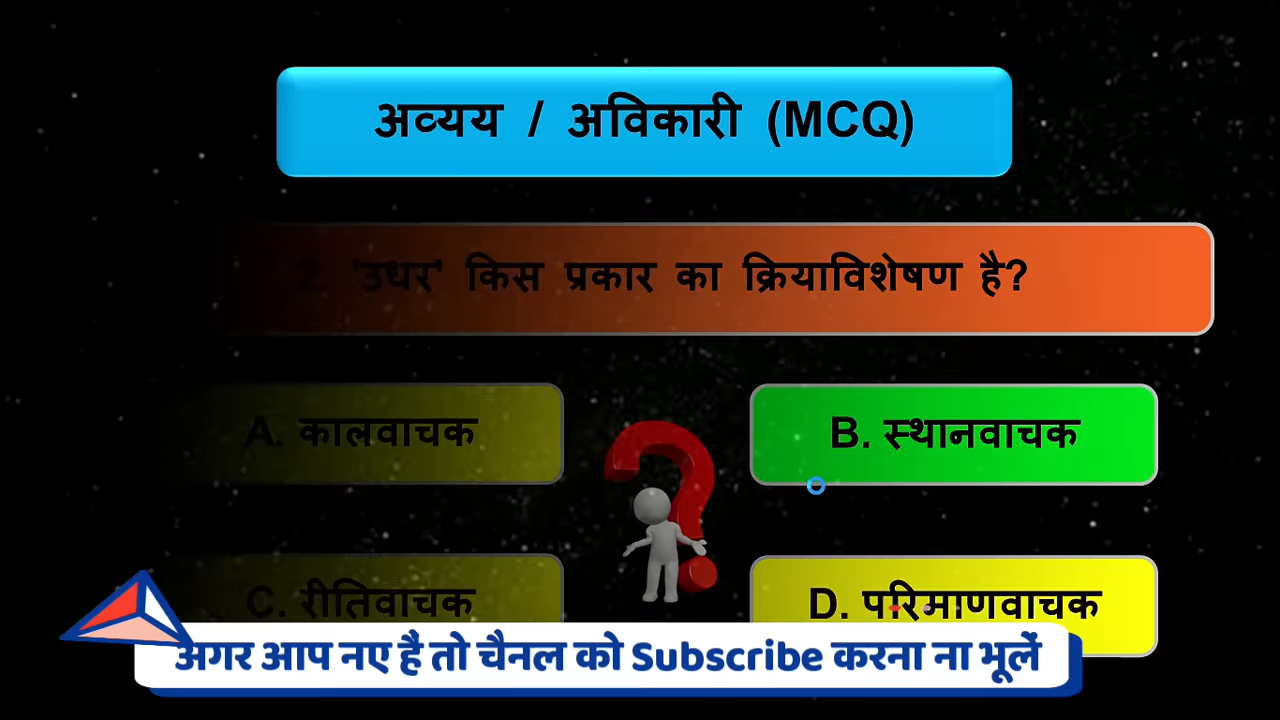 अव्यय / अविकारी (MCQ)
2. 'उधर' किस प्रकार का क्रियाविशेषण है?
A. कालवाचक
B. स्थानवाचक
C. रीतिवाचक
D. परिमाणवाचक
अगर आप नए हैं तो चैनल को Subscribe करना ना भूलें